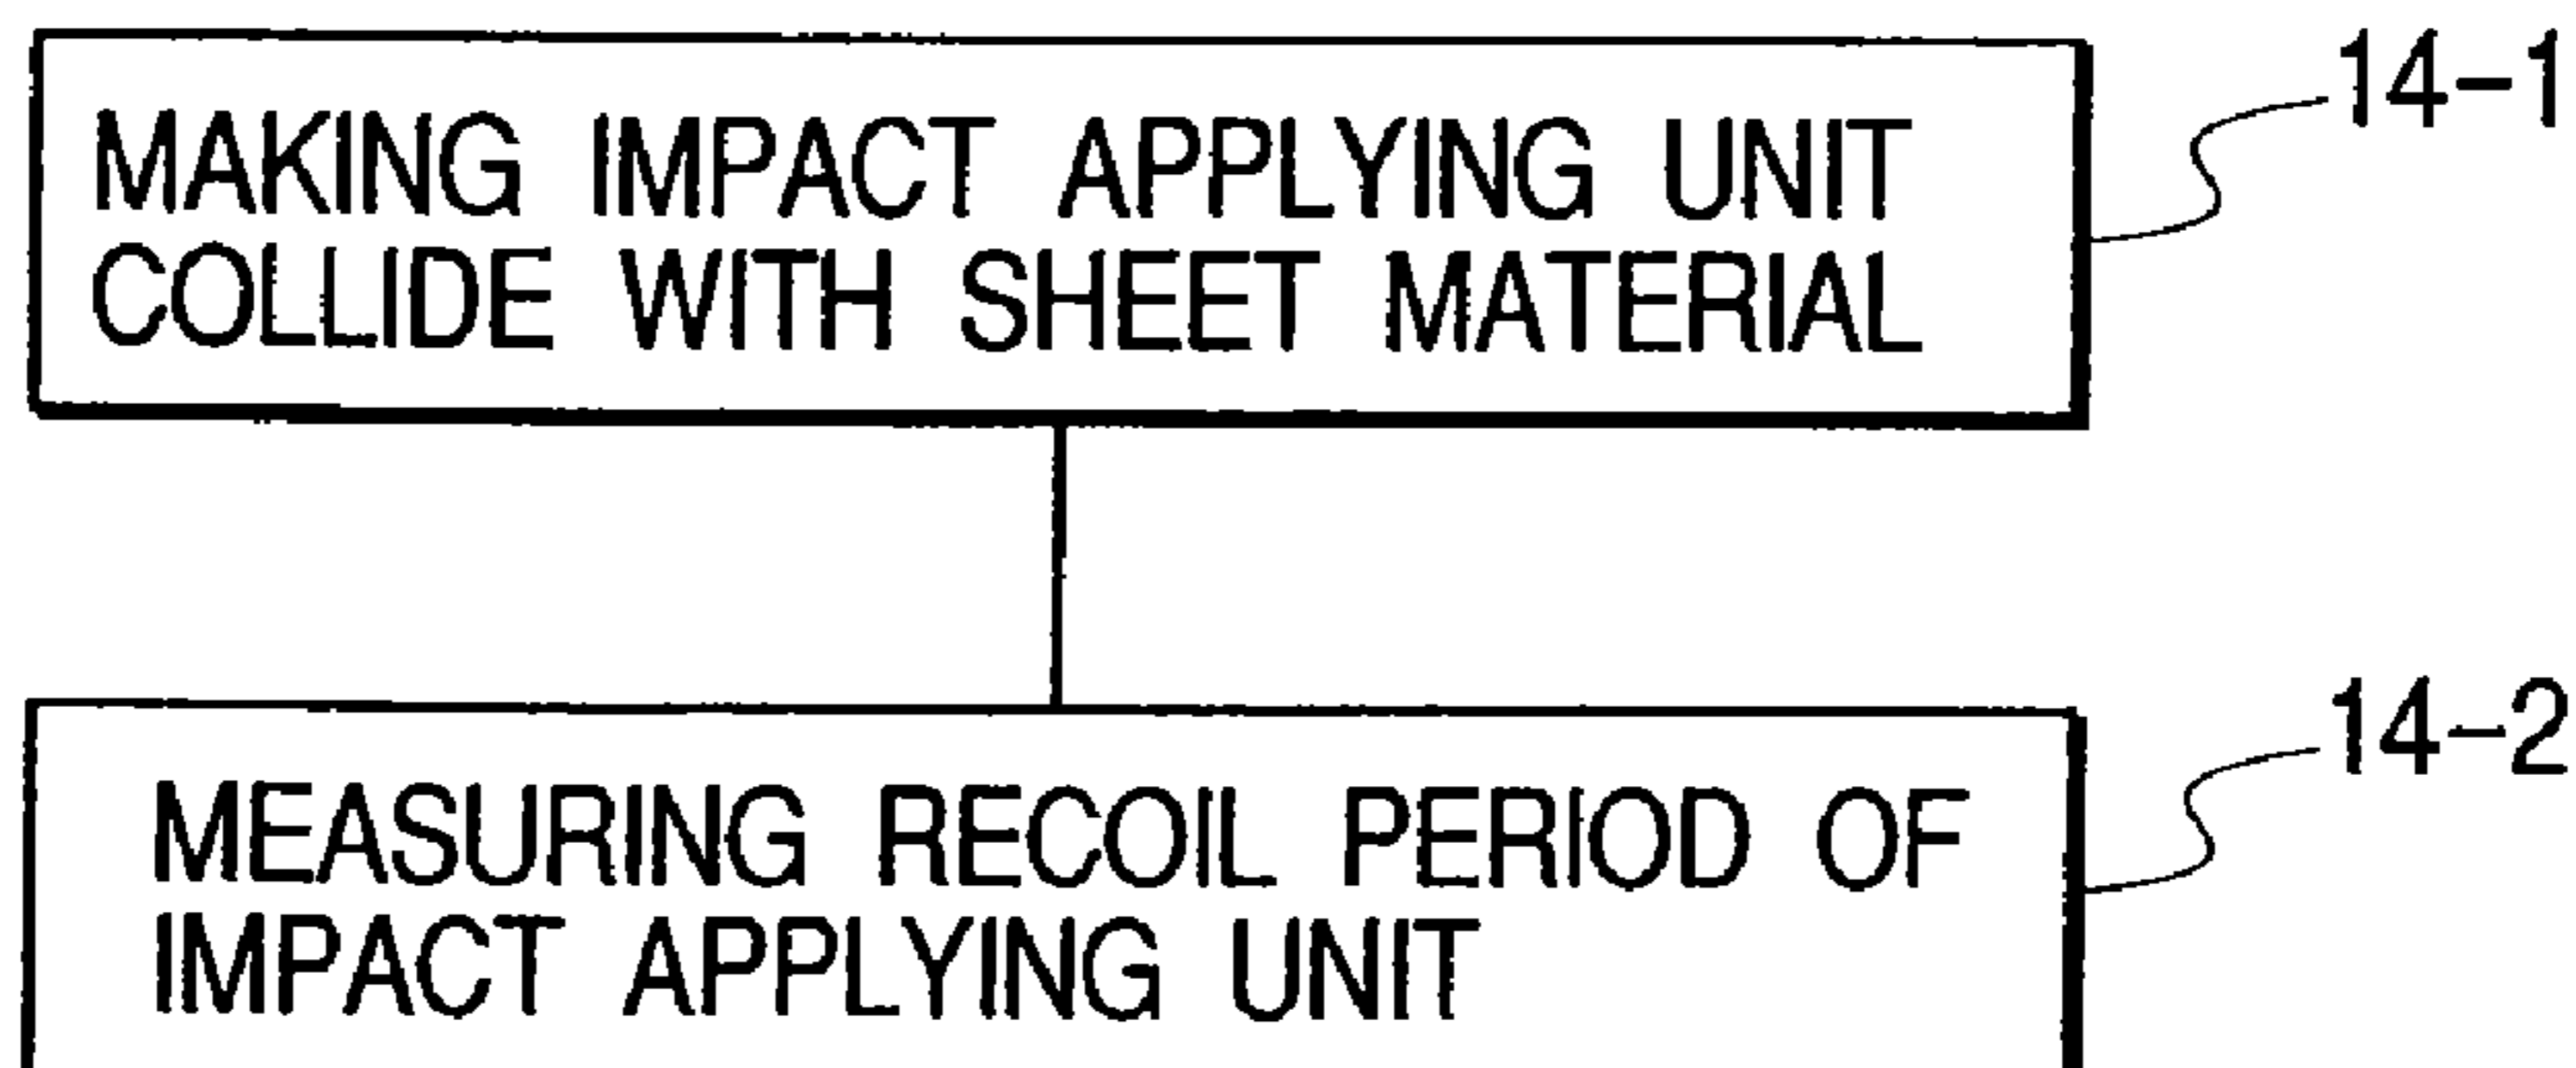 14-1
MAKING IMPACT APPLYING UNIT
COLLIDE WITH SHEET MATERIAL
14-2
MEASURING RECOIL PERIOD OF
IMPACT APPLYING UNIT